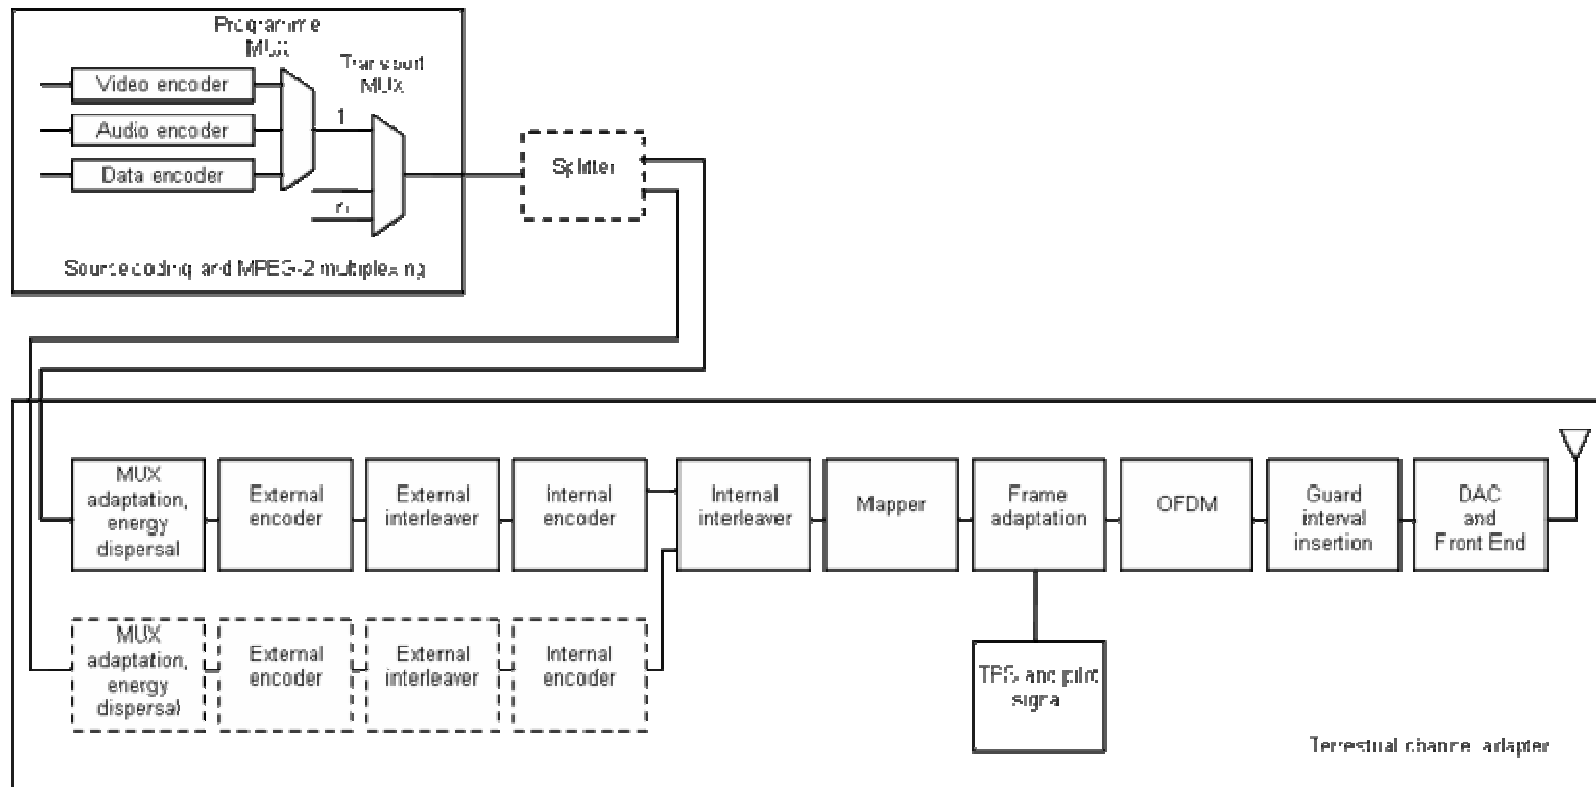 Programme
MUX
Transport
MUX
Video encoder
Audio encoder
Data encoder
1
n
Splitter
Source coding and MPEG-2 multiplexing
MUX
adaptation,
energy
dispersal
External
encoder
External
interleaver
Internal
encoder
Internal
interleaver
Mapper
Frame
adaptation
OFDM
Guard
interval
insertion
DAC
and
Front End
MUX
adaptation,
energy
dispersal
External
encoder
External
interleaver
Internal
encoder
TPS and pilot
signal
Terrestrial channel adapter